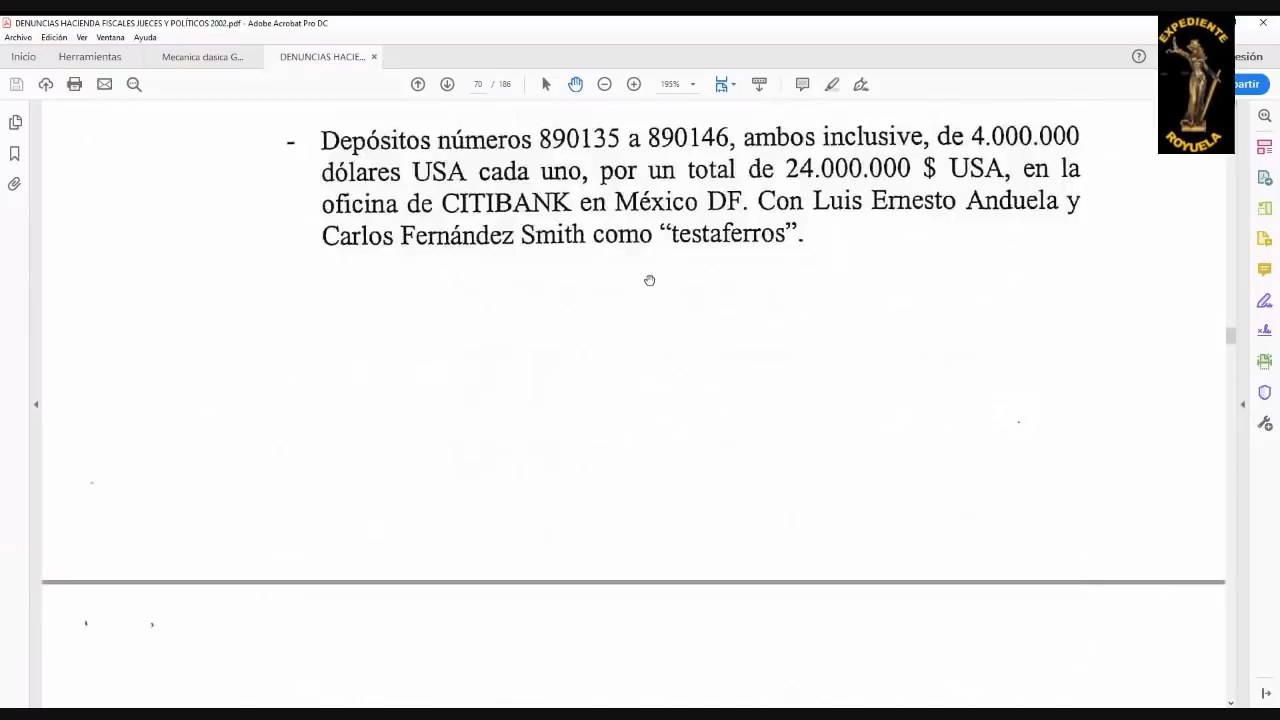 DENUNCIAS HACIENDA FISCALES JUECES Y POLÍTICOS 2002.pdf - Adobe Acrobat Pro DC
Archivo Edición Ver Ventana Ayuda
Inicio Herramientas Mecanica clasica G... DENUNCIAS HACIE... × esión
70 / 186 195% artir
EXPEDIENTE
ROYUELA
- Depósitos números 890135 a 890146, ambos inclusive, de 4.000.000
dólares USA cada uno, por un total de 24.000.000 $ USA, en la
oficina de CITIBANK en México DF. Con Luis Ernesto Anduela y
Carlos Fernández Smith como “testaferros”.